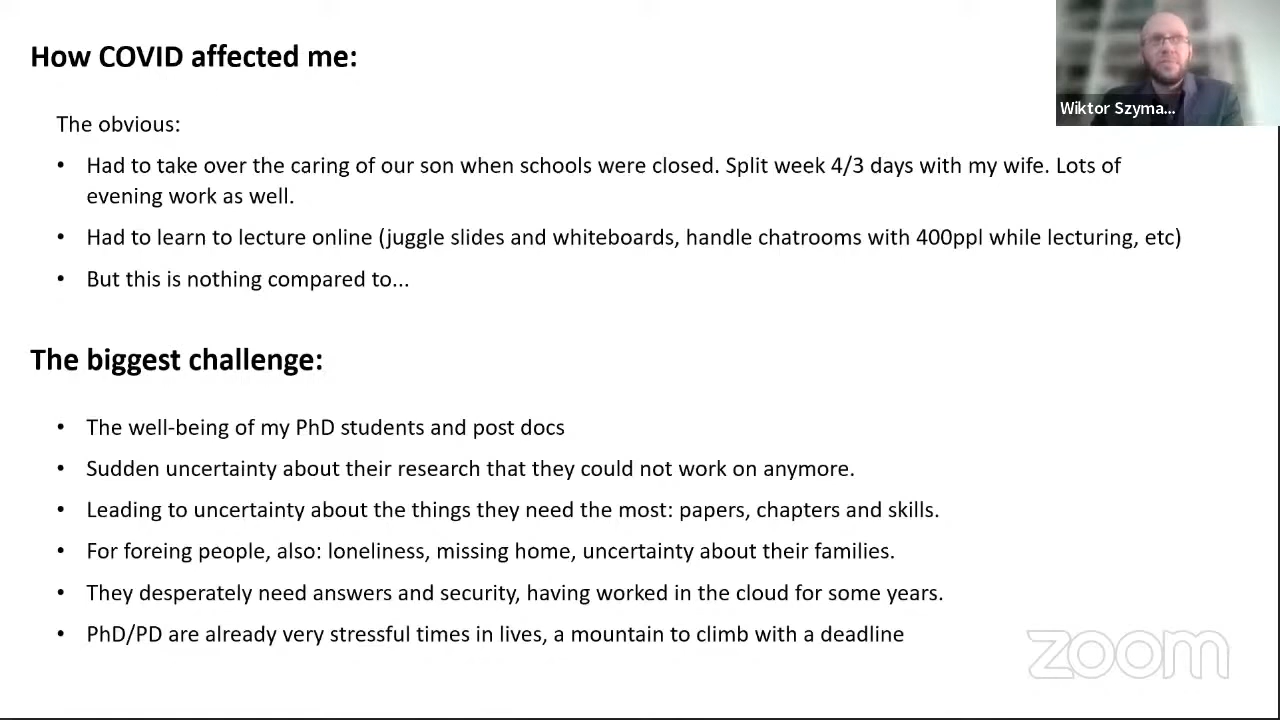 How COVID affected me:
The obvious:
• Had to take over the caring of our son when schools were closed. Split week 4/3 days with my wife. Lots of
evening work as well.
• Had to learn to lecture online (juggle slides and whiteboards, handle chatrooms with 400ppl while lecturing, etc)
• But this is nothing compared to...
The biggest challenge:
• The well-being of my PhD students and post docs
• Sudden uncertainty about their research that they could not work on anymore.
• Leading to uncertainty about the things they need the most: papers, chapters and skills.
• For foreing people, also: loneliness, missing home, uncertainty about their families.
• They desperately need answers and security, having worked in the cloud for some years.
• PhD/PD are already very stressful times in lives, a mountain to climb with a deadline
Wiktor Szyma...
zoom